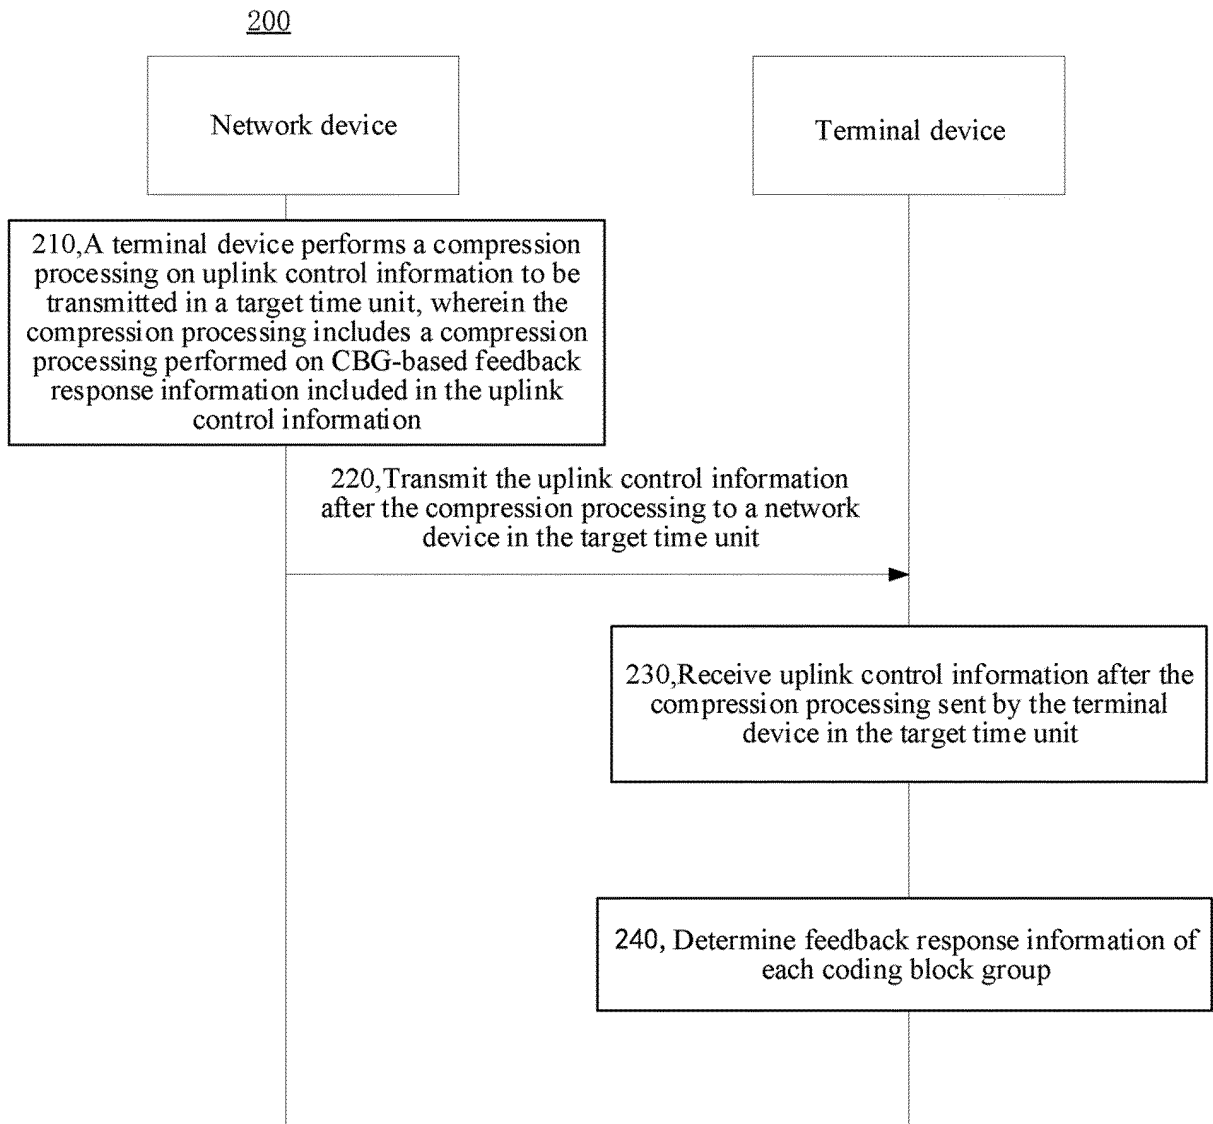 200
Network device
Terminal device
210,A terminal device performs a compression
processing on uplink control information to be
transmitted in a target time unit, wherein the
compression processing includes a compression
processing performed on CBG-based feedback
response information included in the uplink
control information
220,Transmit the uplink control information
after the compression processing to a network
device in the target time unit
230,Receive uplink control information after the
compression processing sent by the terminal
device in the target time unit
240, Determine feedback response information of
each coding block group